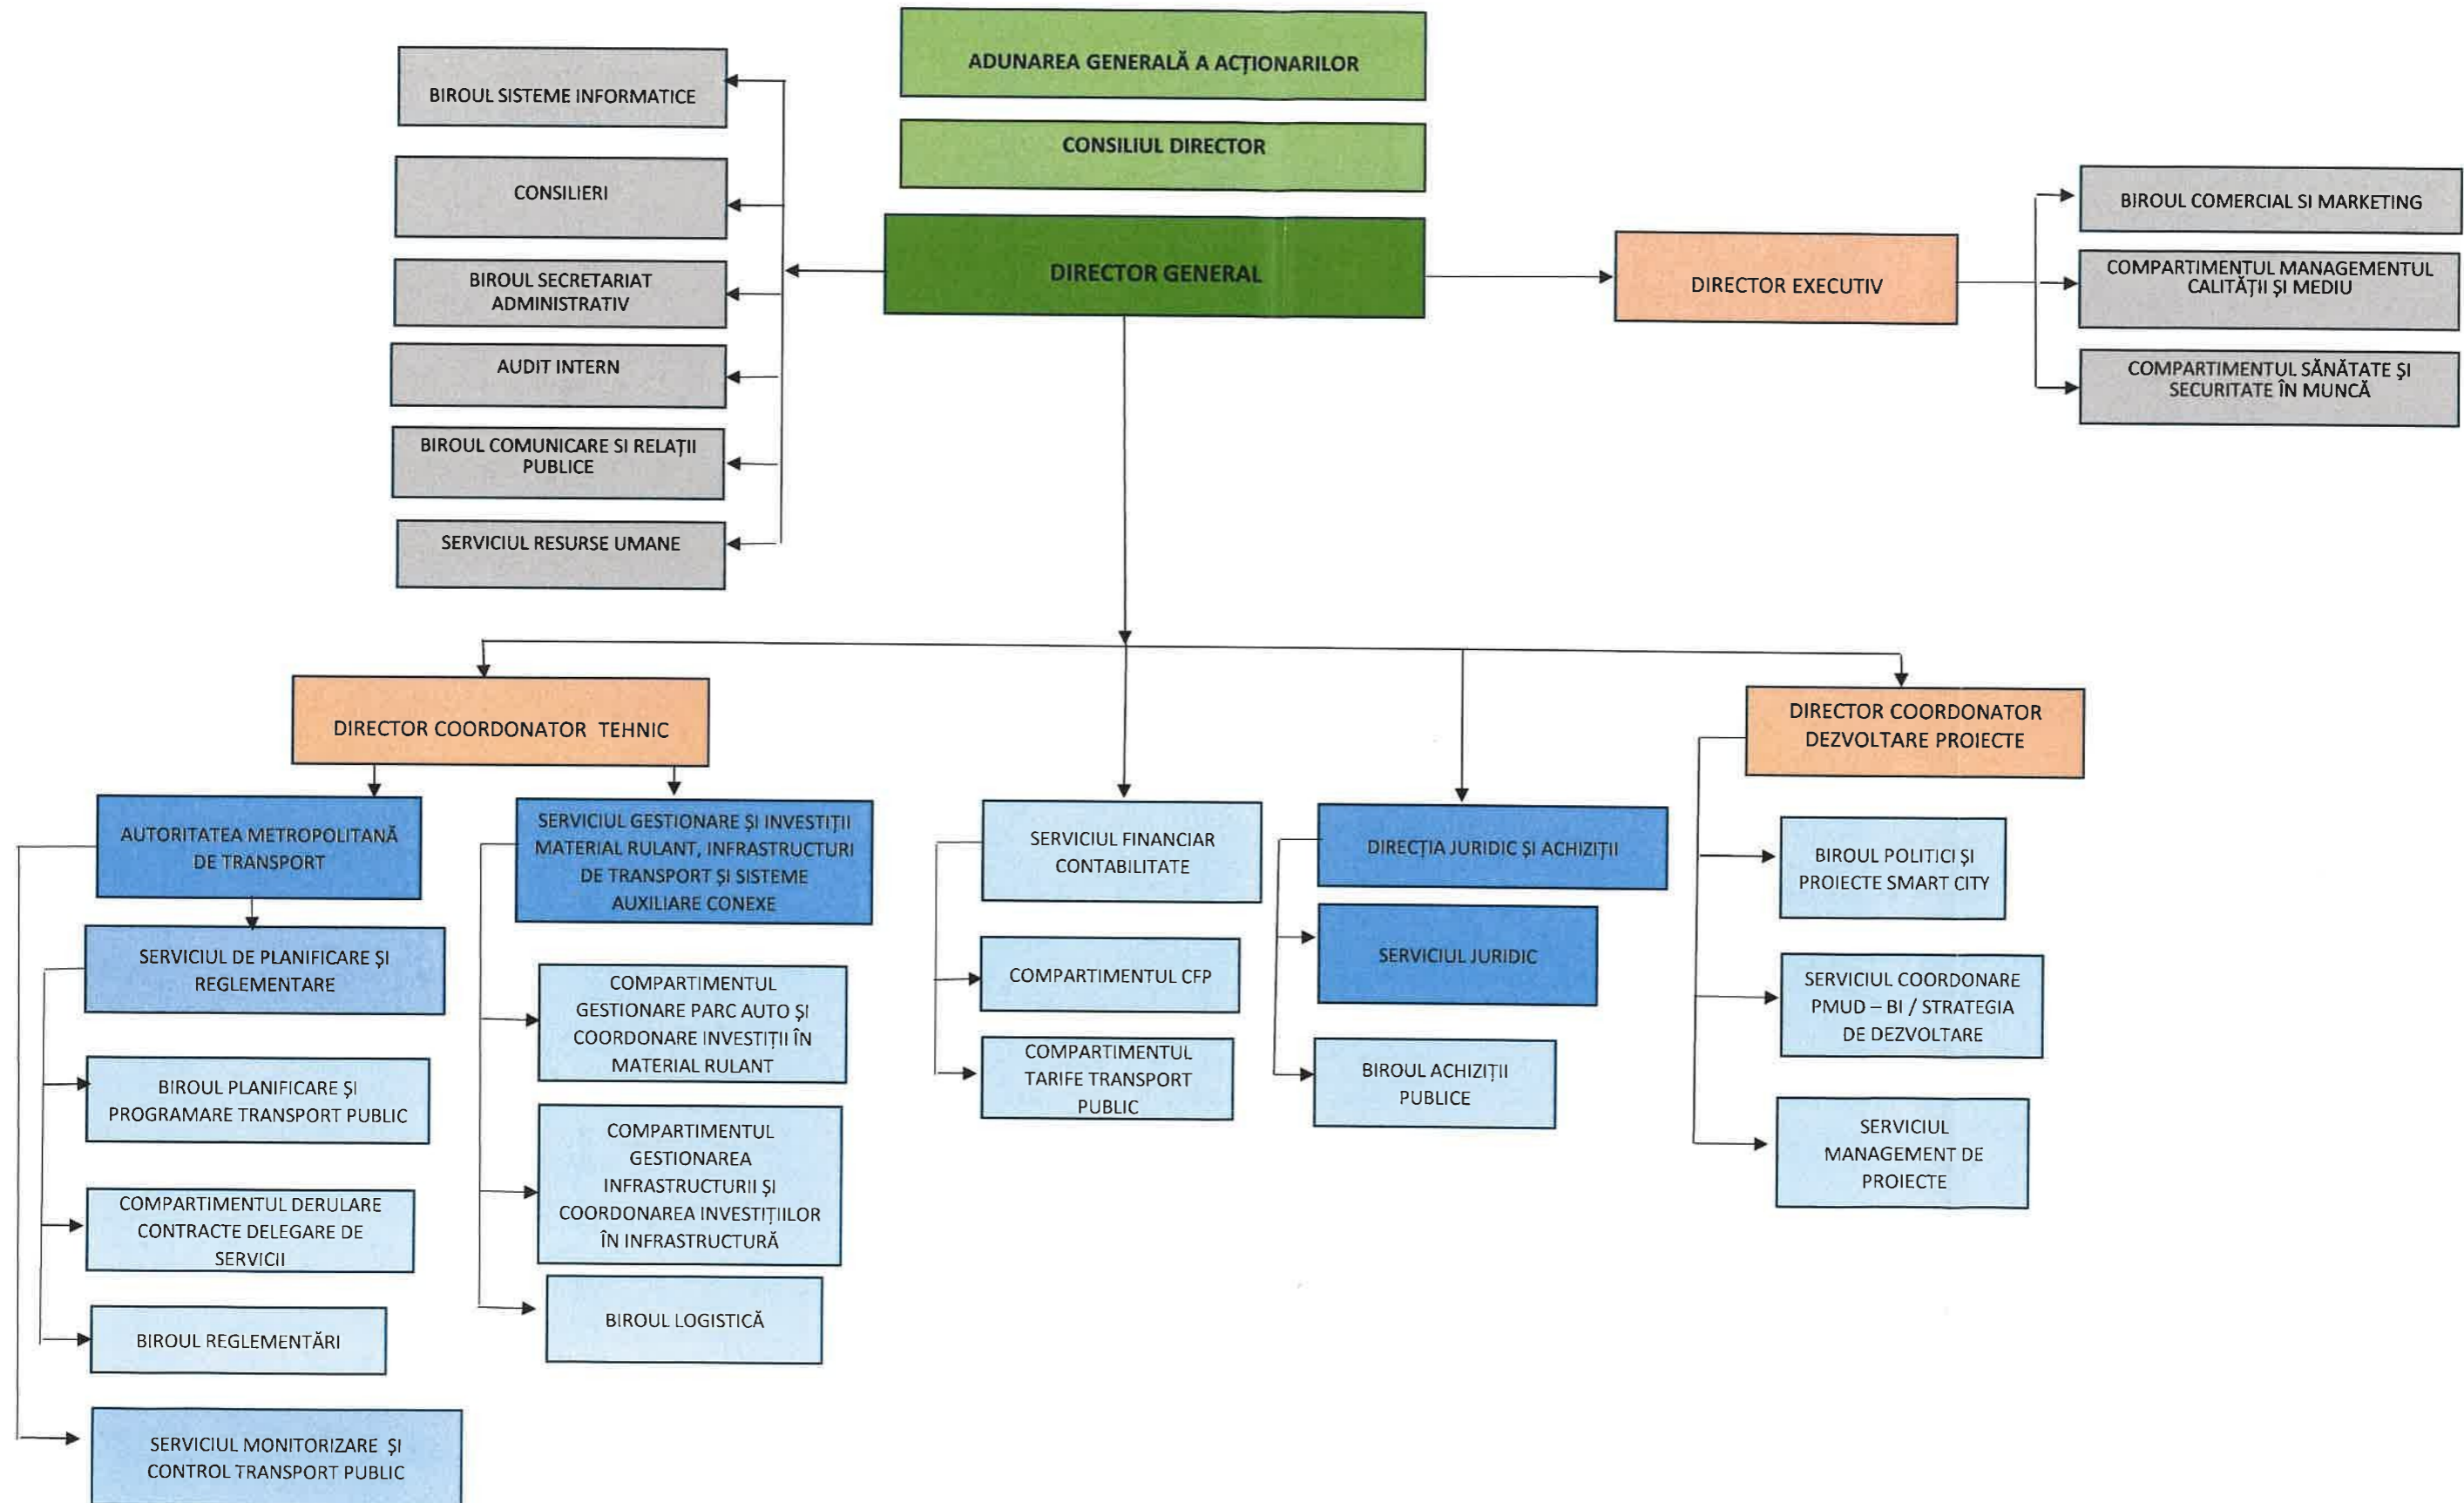 ADUNAREA GENERALĂ A ACȚIONARILOR
CONSILIUL DIRECTOR
DIRECTOR GENERAL
BIROUL SISTEME INFORMATICE
CONSILIERI
BIROUL SECRETARIAT
ADMINISTRATIV
AUDIT INTERN
BIROUL COMUNICARE SI RELAȚII
PUBLICE
SERVICIUL RESURSE UMANE
DIRECTOR EXECUTIV
BIROUL COMERCIAL SI MARKETING
COMPARTIMENTUL MANAGEMENTUL
CALITĂȚII ȘI MEDIU
COMPARTIMENTUL SĂNĂTATE ȘI
SECURITATE ÎN MUNCĂ
DIRECTOR COORDONATOR TEHNIC
AUTORITATEA METROPOLITANĂ
DE TRANSPORT
SERVICIUL DE PLANIFICARE ȘI
REGLEMENTARE
BIROUL PLANIFICARE ȘI
PROGRAMARE TRANSPORT PUBLIC
COMPARTIMENTUL DERULARE
CONTRACTE DELEGARE DE
SERVICII
BIROUL REGLEMENTĂRI
SERVICIUL MONITORIZARE ȘI
CONTROL TRANSPORT PUBLIC
SERVICIUL GESTIONARE ȘI INVESTIȚII
MATERIAL RULANT, INFRASTRUCTURI
DE TRANSPORT ȘI SISTEME
AUXILIARE CONEXE
COMPARTIMENTUL
GESTIONARE PARC AUTO ȘI
COORDONARE INVESTIȚII ÎN
MATERIAL RULANT
COMPARTIMENTUL
GESTIONAREA
INFRASTRUCTURII ȘI
COORDONAREA INVESTIȚIILOR
ÎN INFRASTRUCTURĂ
BIROUL LOGISTICĂ
SERVICIUL FINANCIAR
CONTABILITATE
COMPARTIMENTUL CFP
COMPARTIMENTUL
TARIFE TRANSPORT
PUBLIC
DIRECȚIA JURIDIC ȘI ACHIZIȚII
SERVICIUL JURIDIC
BIROUL ACHIZIȚII
PUBLICE
DIRECTOR COORDONATOR
DEZVOLTARE PROIECTE
BIROUL POLITICI ȘI
PROIECTE SMART CITY
SERVICIUL COORDONARE
PMUD – BI / STRATEGIA
DE DEZVOLTARE
SERVICIUL
MANAGEMENT DE
PROIECTE